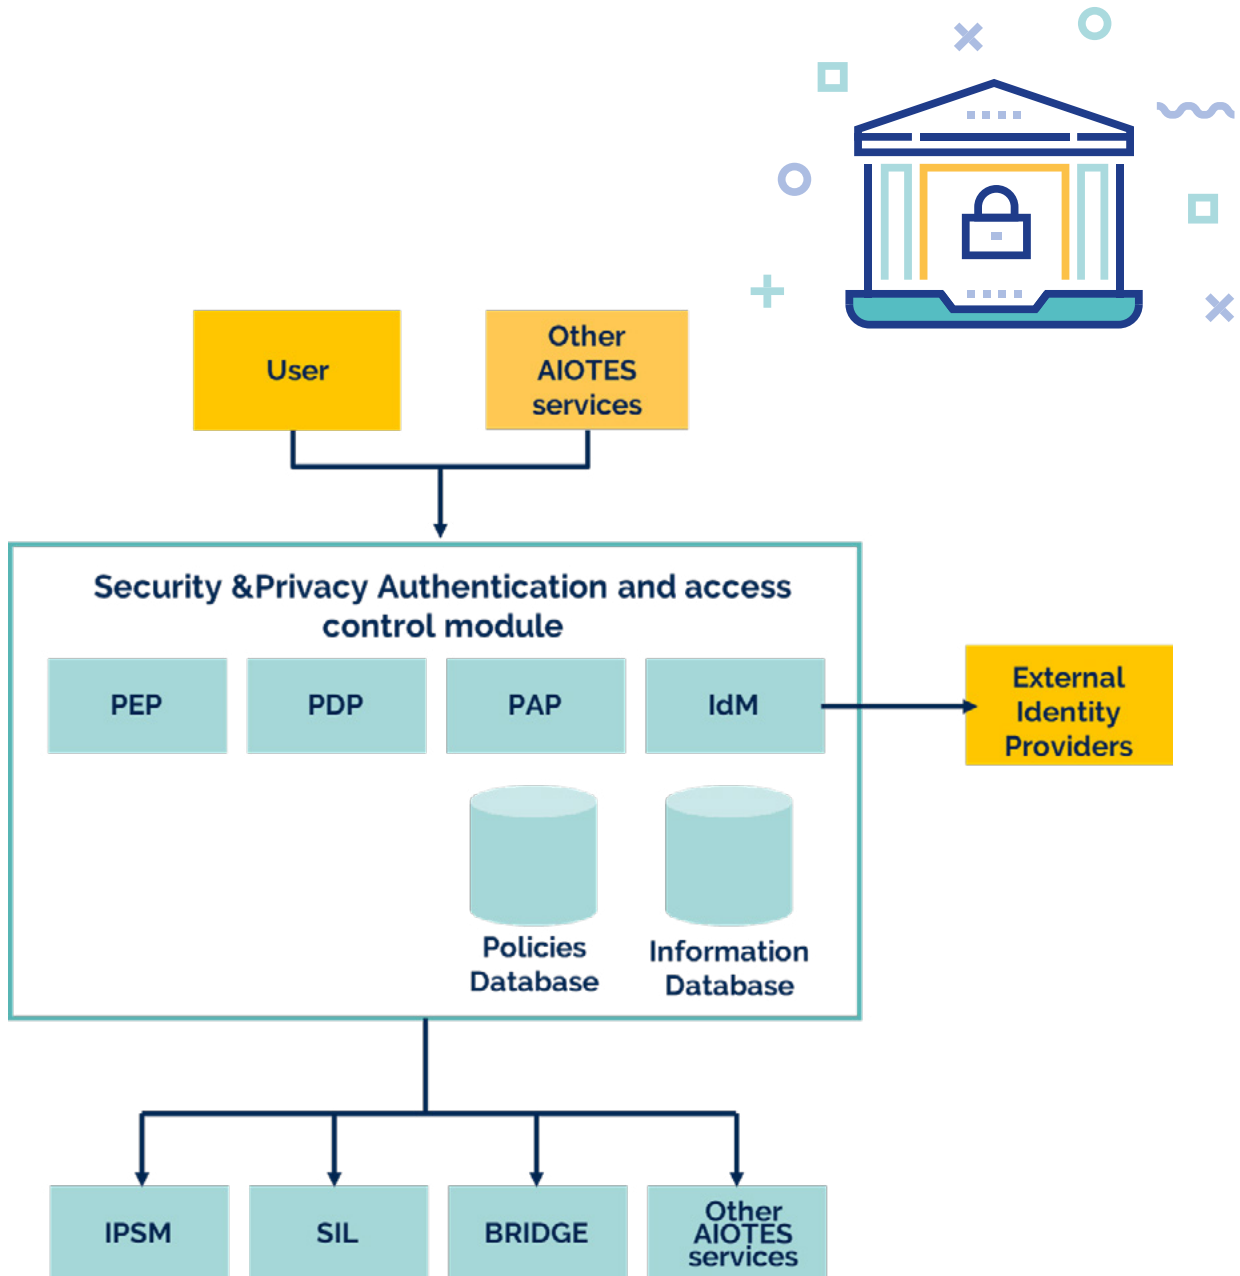 User
Other
AIOTES
services
Security &Privacy Authentication and access
control module
PEP
PDP
PAP
IdM
External
Identity
Providers
Policies
Database
Information
Database
IPSM
SIL
BRIDGE
Other
AIOTES
services